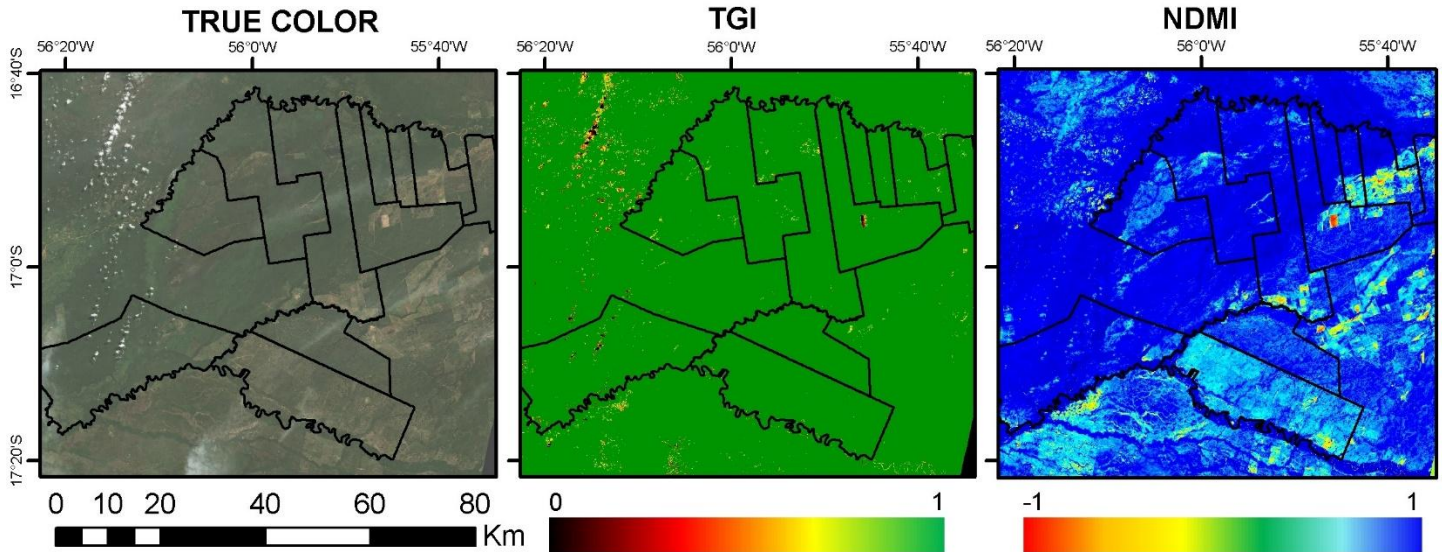 TRUE COLOR TGI NDMI
56°20'W 56°0'W 55°40'W 56°20'W 56°0'W 55°40'W 56°20'W 56°0'W 55°40'W
16°40'S
17°0'S
17°20'S
0 10 20 40 60 80 0 1 -1 1
Km